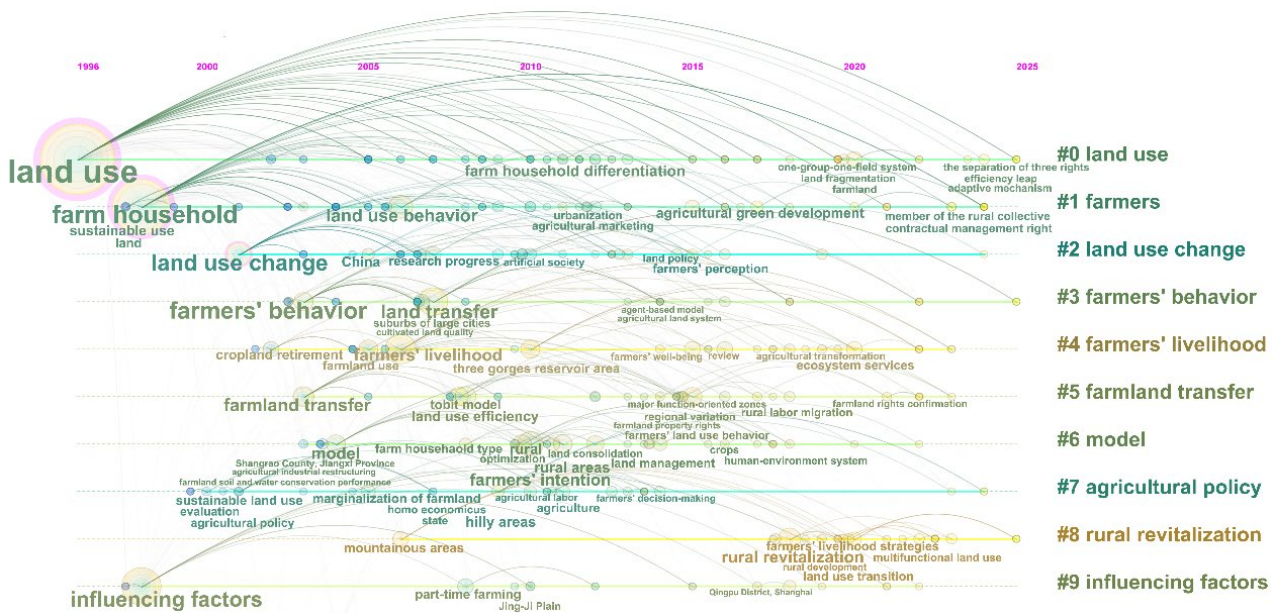 1996 2000 2005 2010 2015 2020 2025
land use
farm household differentiation
one-group-one-field system
land fragmentation
farmland
the separation of three rights
efficiency leap
adaptive mechanism
#0 land use
farm household
sustainable use
land
land use behavior
urbanization
agricultural marketing
agricultural green development
member of the rural collective
contractual management right
#1 farmers
land use change
China
research progress
artificial society
land policy
farmers' perception
#2 land use change
farmers' behavior
land transfer
suburbs of large cities
cultivated land quality
agent-based model
agricultural land system
#3 farmers' behavior
cropland retirement
farmland use
farmers' livelihood
three gorges reservoir area
farmers' well-being
review
agricultural transformation
ecosystem services
#4 farmers' livelihood
farmland transfer
tobit model
land use efficiency
major function-oriented zones
regional variation
rural labor migration
farmland property rights
farmers' land use behavior
farmland rights confirmation
#5 farmland transfer
model
Shangrao County, Jiangxi Province
agricultural industrial restructuring
farmland soil and water conservation performance
farm househaold type
optimization
rural
land consolidation
rural areas
farmers' intention
land management
crops
human-environment system
#6 model
sustainable land use
evaluation
agricultural policy
marginalization of farmland
homo economicus
state
hilly areas
agricultural labor
agriculture
farmers' decision-making
#7 agricultural policy
mountainous areas
farmers' livelihood strategies
rural revitalization
multifunctional land use
rural development
land use transition
#8 rural revitalization
influencing factors
part-time farming
Jing-Ji Plain
Qingpu District, Shanghai
#9 influencing factors